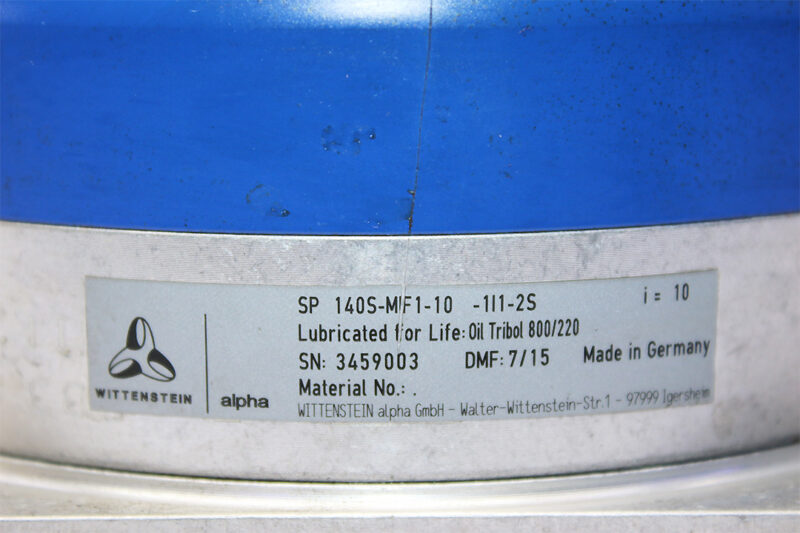 SP 140S-MF1-10 -1I1-2S i = 10
Lubricated for Life: Oil Tribol 800/220
SN: 3459003 DMF: 7/15 Made in Germany
Material No.: .
WITTENSTEIN alpha GmbH - Walter-Wittenstein-Str.1 - 97999 Igersheim
WITTENSTEIN
alpha